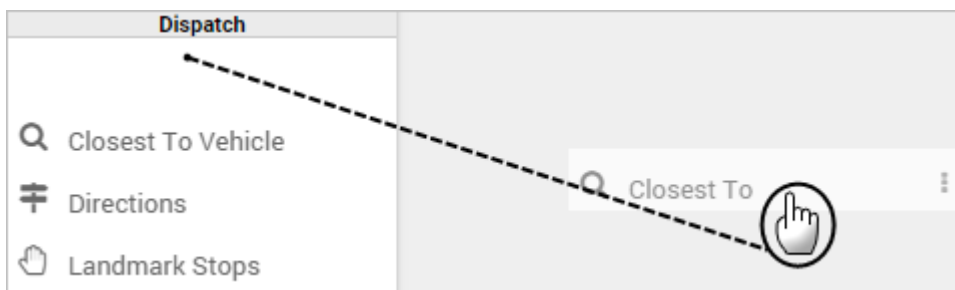 Dispatch
Closest To Vehicle
Closest To
Directions
Landmark Stops